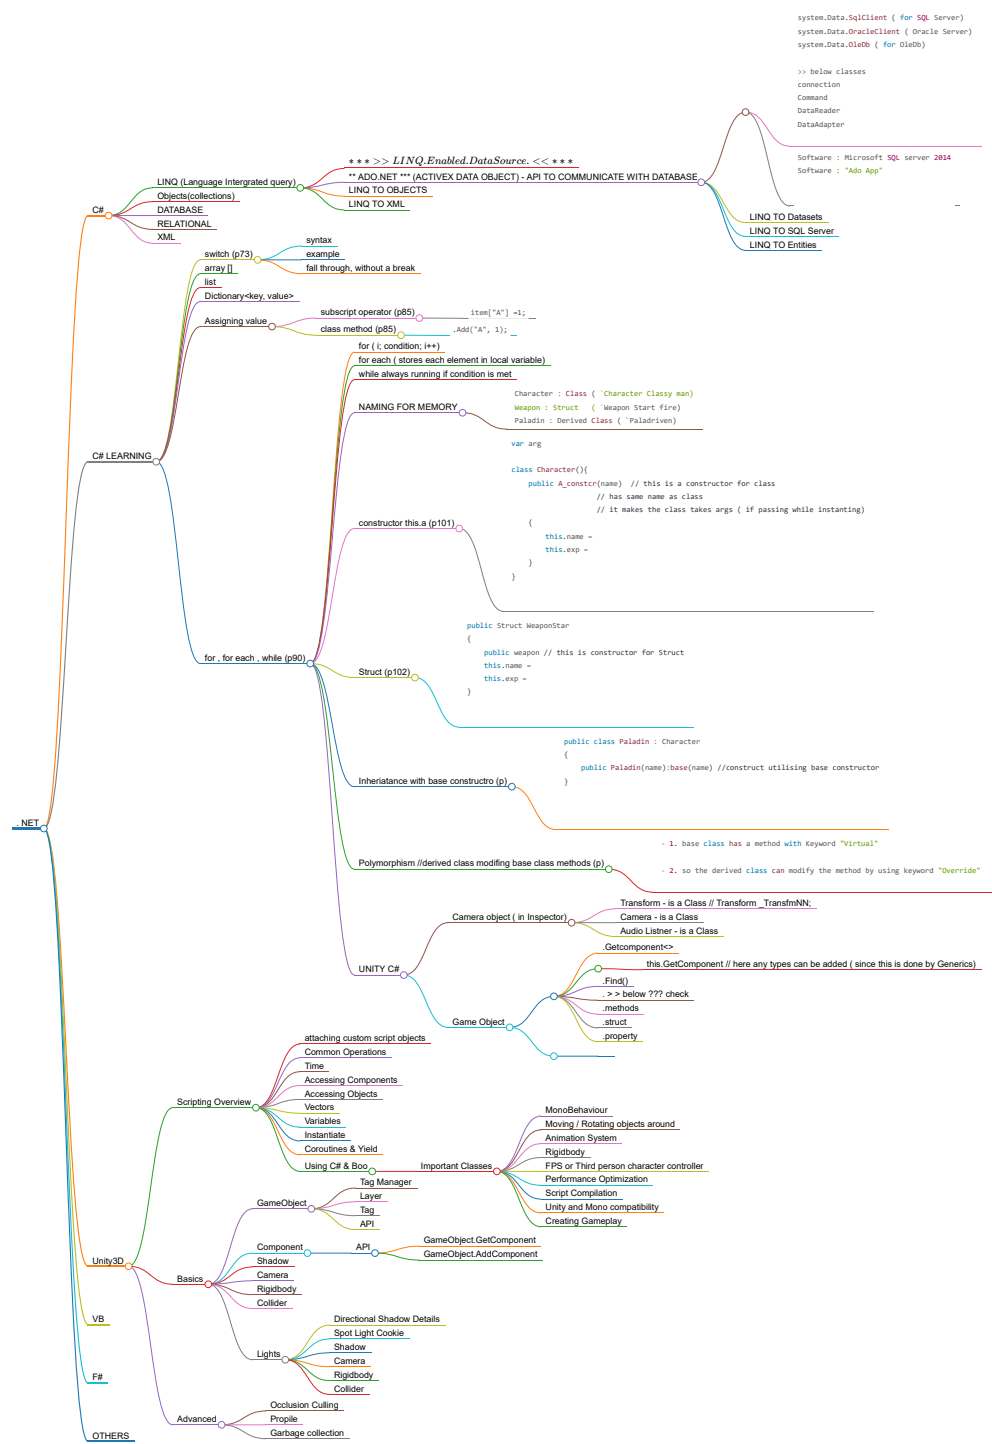 system.Data.SqlClient ( for SQL Server)
system.Data.OracleClient ( Oracle Server)
system.Data.OleDb ( for OleDb)
>> below classes
connection
Command
DataReader
DataAdapter
Software : Microsoft SQL server 2014
Software : "Ado App"
* * * >> LINQ.Enabled.DataSource. << * * *
** ADO.NET *** (ACTIVEX DATA OBJECT) - API TO COMMUNICATE WITH DATABASE
LINQ TO OBJECTS
LINQ TO XML
LINQ TO Datasets
LINQ TO SQL Server
LINQ TO Entities
C#
LINQ (Language Intergrated query)
Objects(collections)
DATABASE
RELATIONAL
XML
switch (p73)
syntax
example
fall through, without a break
array []
list
Dictionary<key, value>
Assigning value
subscript operator (p85)
item["A"] =1;
class method (p85)
.Add("A", 1);
C# LEARNING
for , for each , while (p90)
for ( i; condition; i++)
for each ( stores each element in local variable)
while always running if condition is met
NAMING FOR MEMORY
Character : Class ( `Character Classy man)
Weapon : Struct   ( `Weapon Start fire)
Paladin : Derived Class ( `Paladriven)
constructor this.a (p101)
var arg
class Character(){
public A_constcr(name)  // this is a constructor for class
// has same name as class
// it makes the class takes args ( if passing while instanting)
{
this.name =
this.exp =
}
}
Struct (p102)
public Struct WeaponStar
{
public weapon // this is constructor for Struct
this.name =
this.exp =
}
Inheriatance with base constructro (p)
public class Paladin : Character
{
public Paladin(name):base(name) //construct utilising base constructor
}
Polymorphism //derived class modifing base class methods (p)
- 1. base class has a method with Keyword "Virtual"
- 2. so the derived class can modify the method by using keyword "Override"
UNITY C#
Camera object ( in Inspector)
Transform - is a Class // Transform _TransfmNN;
Camera - is a Class
Audio Listner - is a Class
Game Object
.Getcomponent<>
this.GetComponent // here any types can be added ( since this is done by Generics)
.Find()
. > > below ??? check
.methods
.struct
.property
. NET
Unity3D
Scripting Overview
attaching custom script objects
Common Operations
Time
Accessing Components
Accessing Objects
Vectors
Variables
Instantiate
Coroutines & Yield
Using C# & Boo
Important Classes
MonoBehaviour
Moving / Rotating objects around
Animation System
Rigidbody
FPS or Third person character controller
Performance Optimization
Script Compilation
Unity and Mono compatibility
Creating Gameplay
Basics
GameObject
Tag Manager
Layer
Tag
API
Component
API
GameObject.GetComponent
GameObject.AddComponent
Shadow
Camera
Rigidbody
Collider
Lights
Directional Shadow Details
Spot Light Cookie
Shadow
Camera
Rigidbody
Collider
Advanced
Occlusion Culling
Propile
Garbage collection
VB
F#
OTHERS